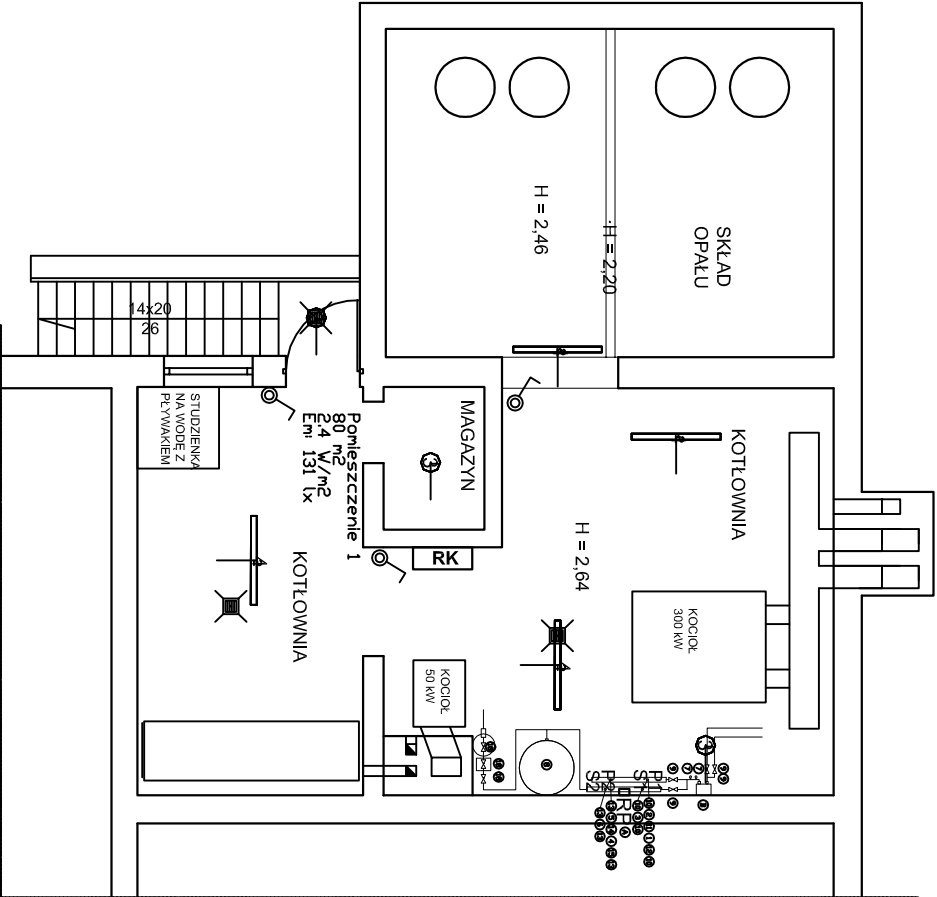 H = 2,46
H = 2,20
SKŁAD
OPAŁU
14x20
26
STUDZIENKA
NA WODĘ Z
PŁYWAKIEM
Pomieszczenie 1
80 m2
2.4 W/m2
Em: 131 lx
MAGAZYN
KOTŁOWNIA
H = 2,64
RK
KOTŁOWNIA
KOCIOŁ
300 kW
KOCIOŁ
50 kW
P1
S1
P2
S2